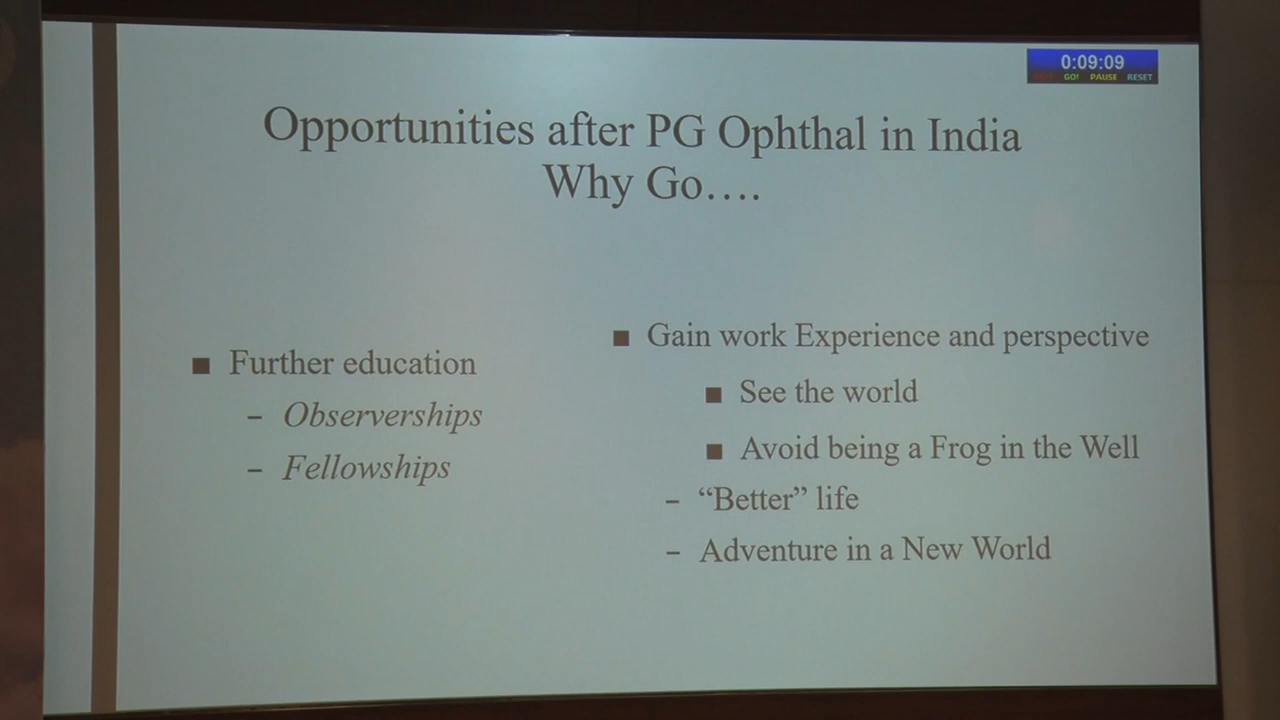 0:09:09
GO! PAUSE RESET
Opportunities after PG Ophthal in India
Why Go….
■ Further education
– Observerships
– Fellowships
■ Gain work Experience and perspective
■ See the world
■ Avoid being a Frog in the Well
– “Better” life
– Adventure in a New World